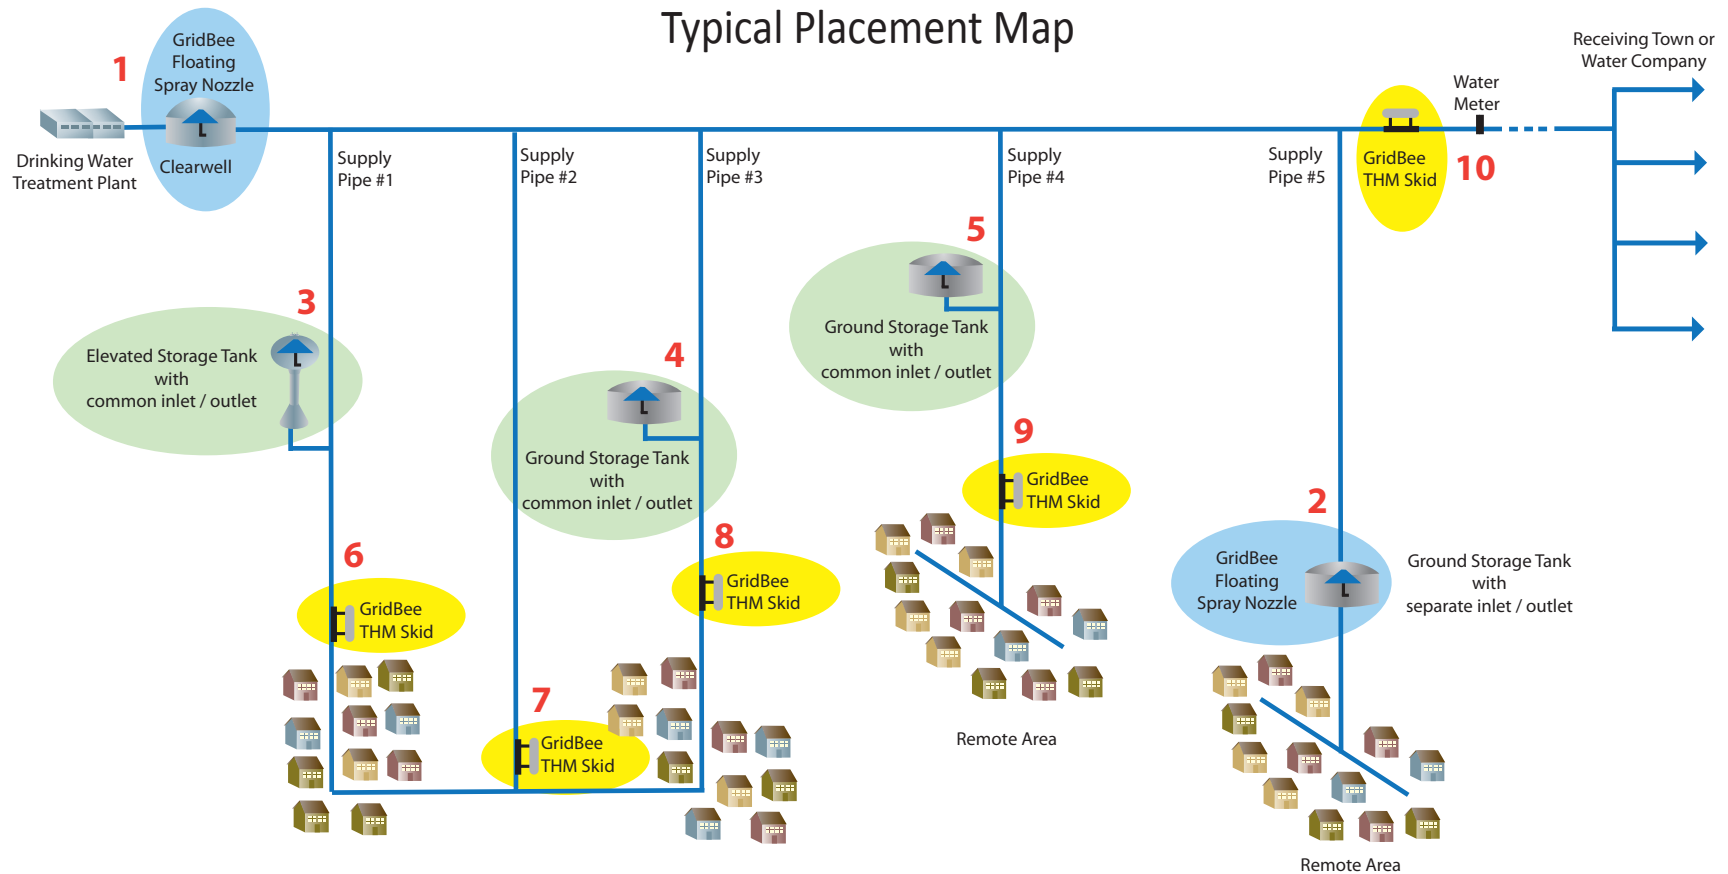 Typical Placement Map
1
GridBee
Floating
Spray Nozzle
Clearwell
Drinking Water
Treatment Plant
Supply
Pipe #1
Supply
Pipe #2
Supply
Pipe #3
Supply
Pipe #4
Supply
Pipe #5
GridBee
THM Skid
10
Water
Meter
Receiving Town or
Water Company
3
Elevated Storage Tank
with
common inlet / outlet
4
Ground Storage Tank
with
common inlet / outlet
5
Ground Storage Tank
with
common inlet / outlet
6
GridBee
THM Skid
7
GridBee
THM Skid
8
GridBee
THM Skid
9
GridBee
THM Skid
Remote Area
2
GridBee
Floating
Spray Nozzle
Ground Storage Tank
with
separate inlet / outlet
Remote Area